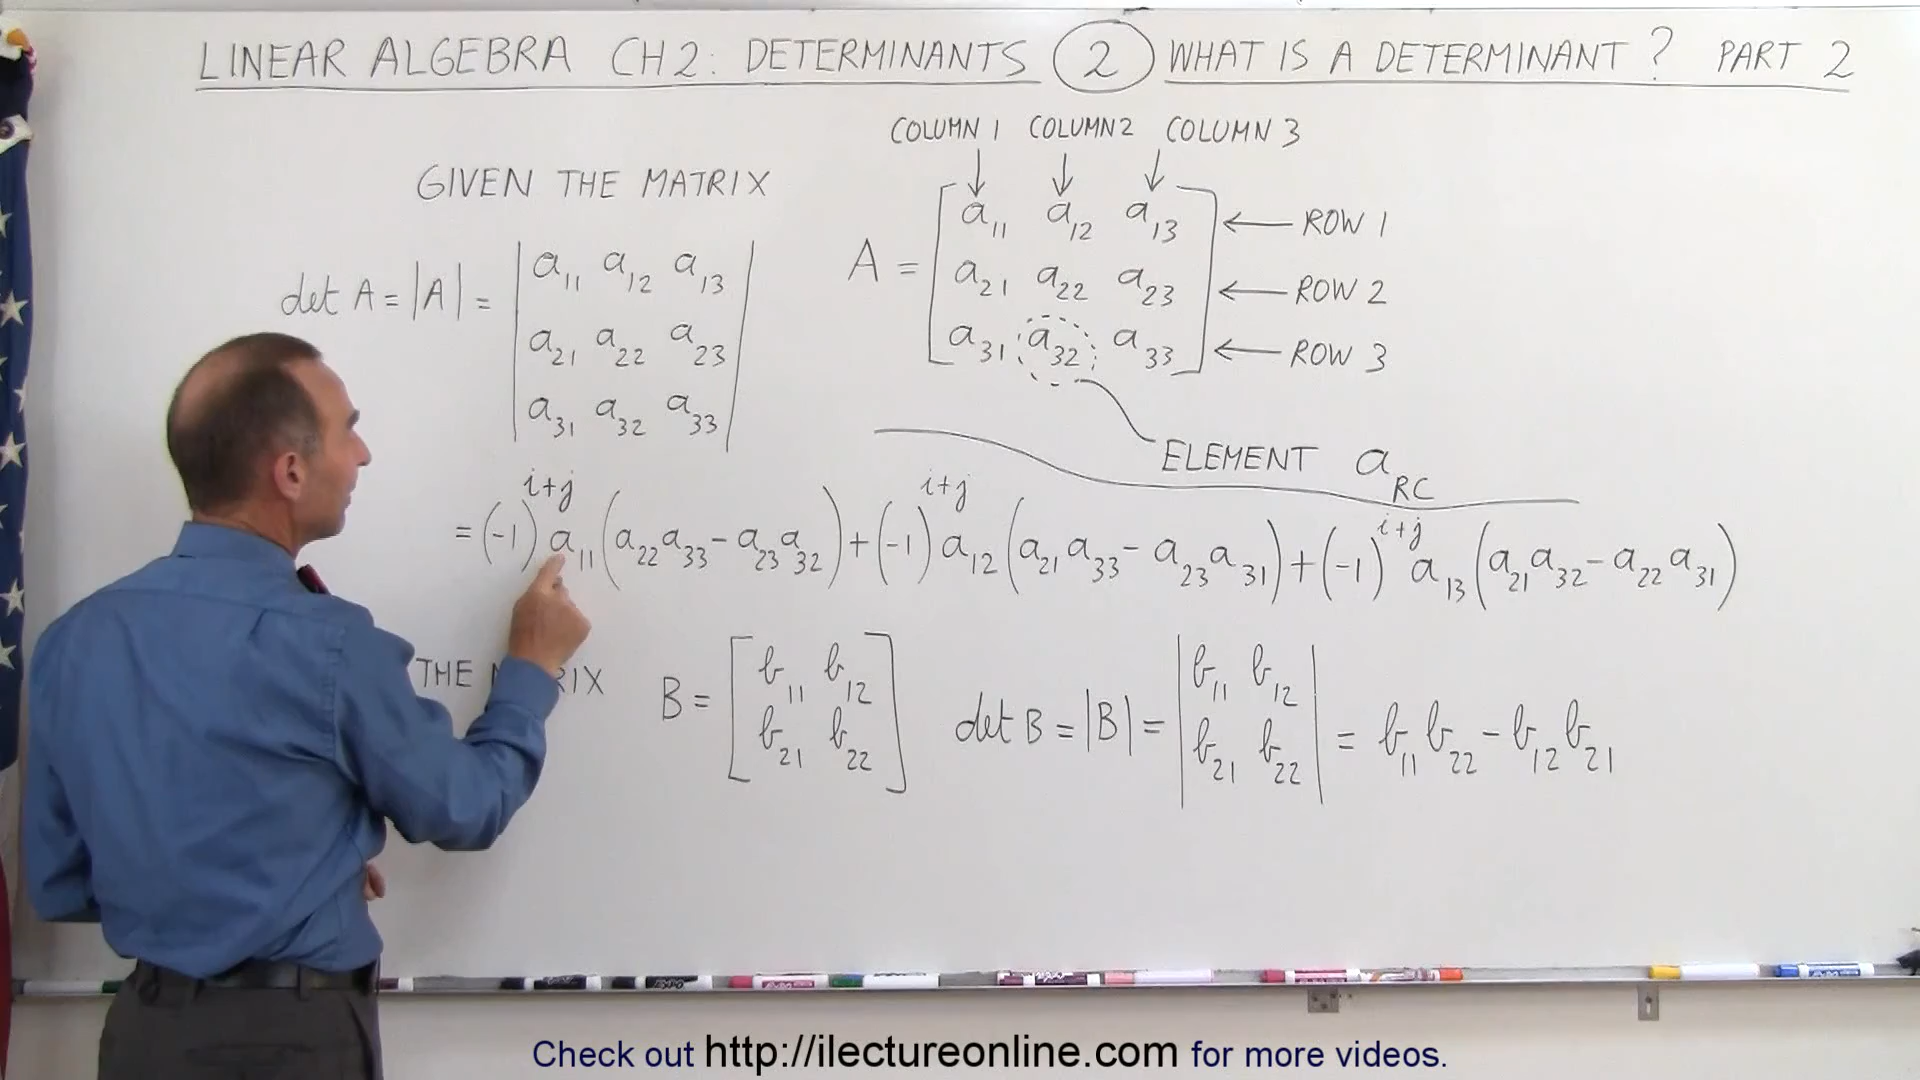 LINEAR ALGEBRA CH 2: DETERMINANTS 2 WHAT IS A DETERMINANT? PART 2
COLUMN 1 COLUMN 2 COLUMN 3
GIVEN THE MATRIX
A = [ a₁₁ a₁₂ a₁₃ ← ROW 1
a₂₁ a₂₂ a₂₃ ← ROW 2
a₃₁ a₃₂ a₃₃ ] ← ROW 3
det A = |A| = | a₁₁ a₁₂ a₁₃
a₂₁ a₂₂ a₂₃
a₃₁ a₃₂ a₃₃ |
ELEMENT a_RC
= (-1)^{i+j} a₁₁ (a₂₂a₃₃ - a₂₃a₃₂) + (-1)^{i+j} a₁₂ (a₂₁a₃₃ - a₂₃a₃₁) + (-1)^{i+j} a₁₃ (a₂₁a₃₂ - a₂₂a₃₁)
THE
B = [ b₁₁ b₁₂
b₂₁ b₂₂ ]
det B = |B| = | b₁₁ b₁₂
b₂₁ b₂₂ | = b₁₁b₂₂ - b₁₂b₂₁
Check out http://ilectureonline.com for more videos.